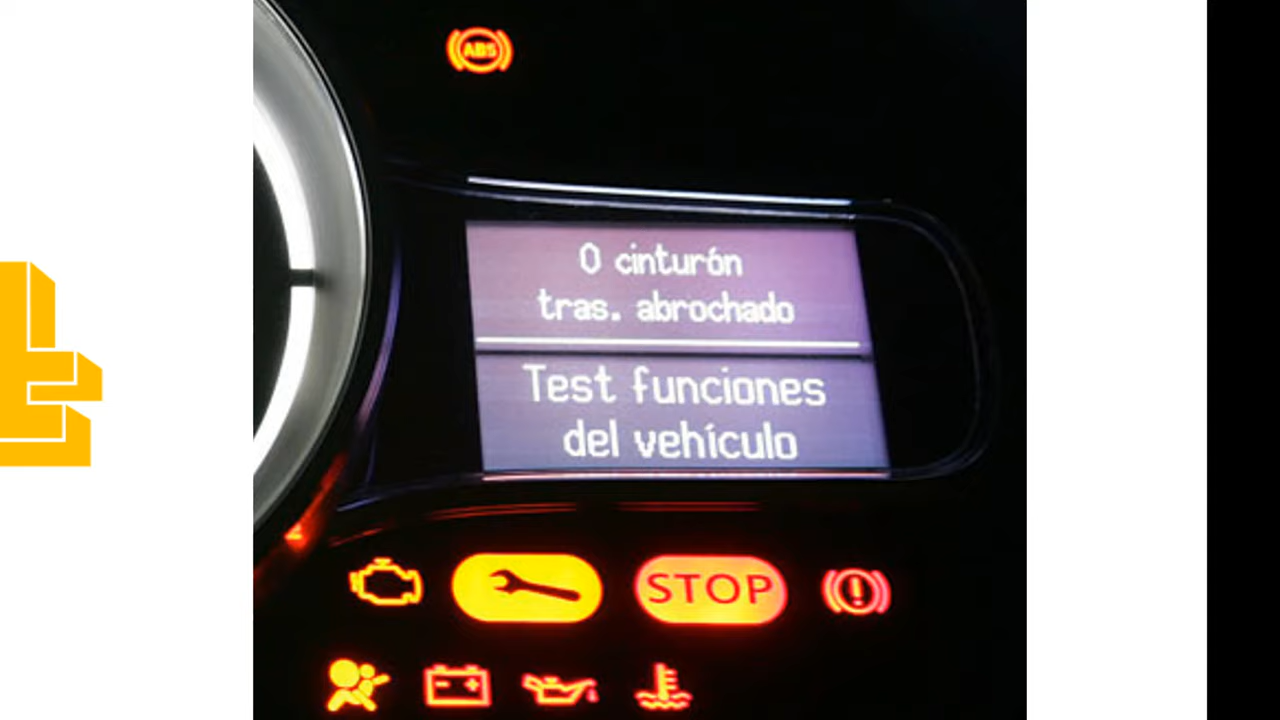 ABS
0 cinturón
tras. abrochado
Test funciones
del vehículo
STOP